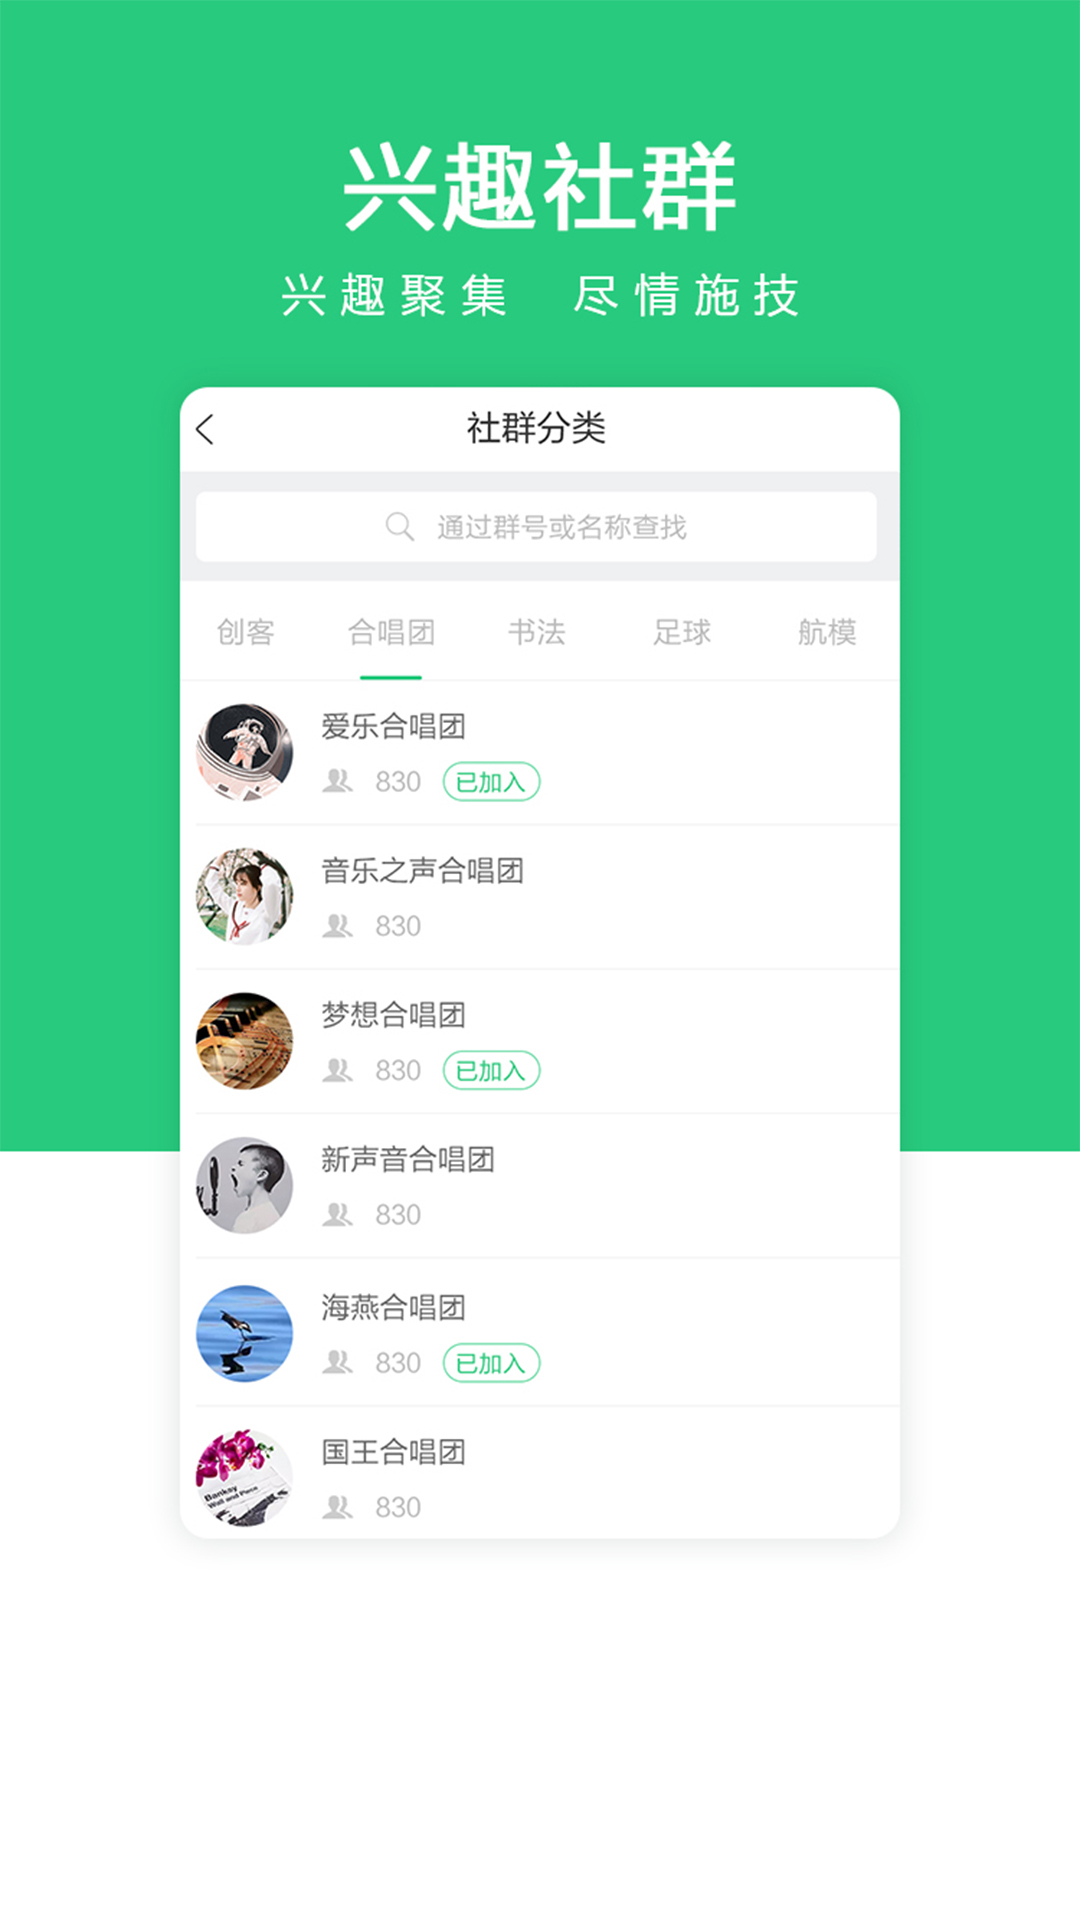 兴趣社群
兴趣聚集 尽情施技
社群分类
通过群号或名称查找
创客 合唱团 书法 足球 航模
爱乐合唱团
830 已加入
音乐之声合唱团
830
梦想合唱团
830 已加入
新声音合唱团
830
海燕合唱团
830 已加入
国王合唱团
Banksy
Wall and Piece
830